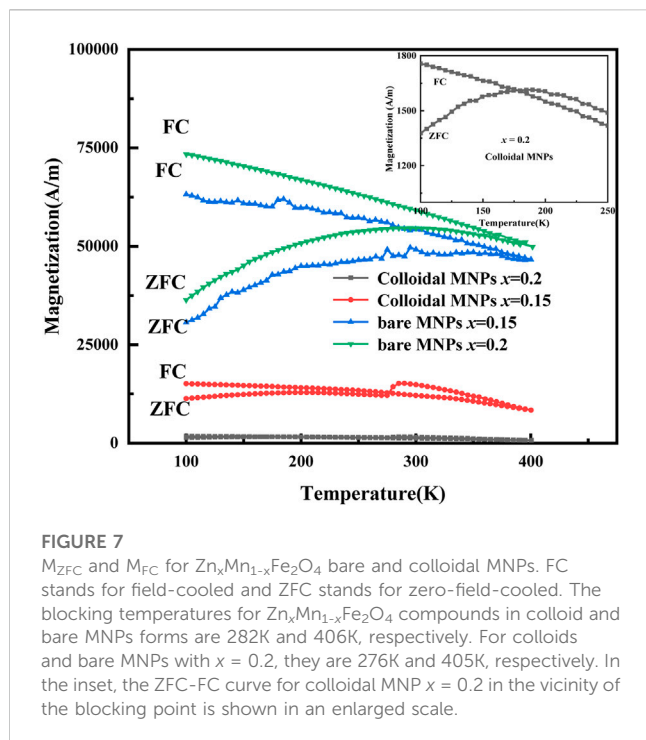 100000
75000
50000
25000
0
Magnetization(A/m)
100
200
300
400
Temperature(K)
FC
FC
ZFC
ZFC
FC
ZFC
Colloidal MNPs x=0.2
Colloidal MNPs x=0.15
bare MNPs x=0.15
bare MNPs x=0.2
1800
1600
1400
1200
Magnetization (A/m)
FC
ZFC
x = 0.2
Colloidal MNPs
100
150
200
250
Temperature(K)
FIGURE 7
MZFC and MFC for ZnxMn1-xFe2O4 bare and colloidal MNPs. FC
stands for field-cooled and ZFC stands for zero-field-cooled. The
blocking temperatures for ZnxMn1-xFe2O4 compounds in colloid and
bare MNPs forms are 282K and 406K, respectively. For colloids
and bare MNPs with x = 0.2, they are 276K and 405K, respectively. In
the inset, the ZFC-FC curve for colloidal MNP x = 0.2 in the vicinity of
the blocking point is shown in an enlarged scale.